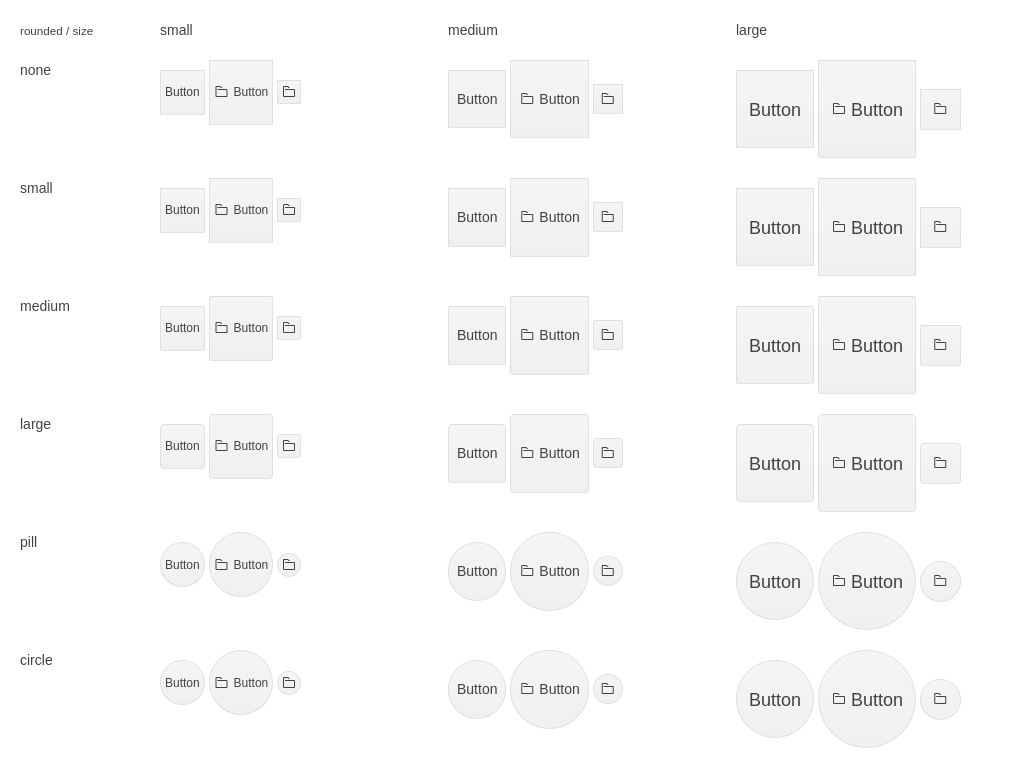 rounded / size small medium large
none Button Button Button Button Button Button
small Button Button Button Button Button Button
medium Button Button Button Button Button Button
large Button Button Button Button Button Button
pill Button Button Button Button Button Button
circle Button Button Button Button Button Button